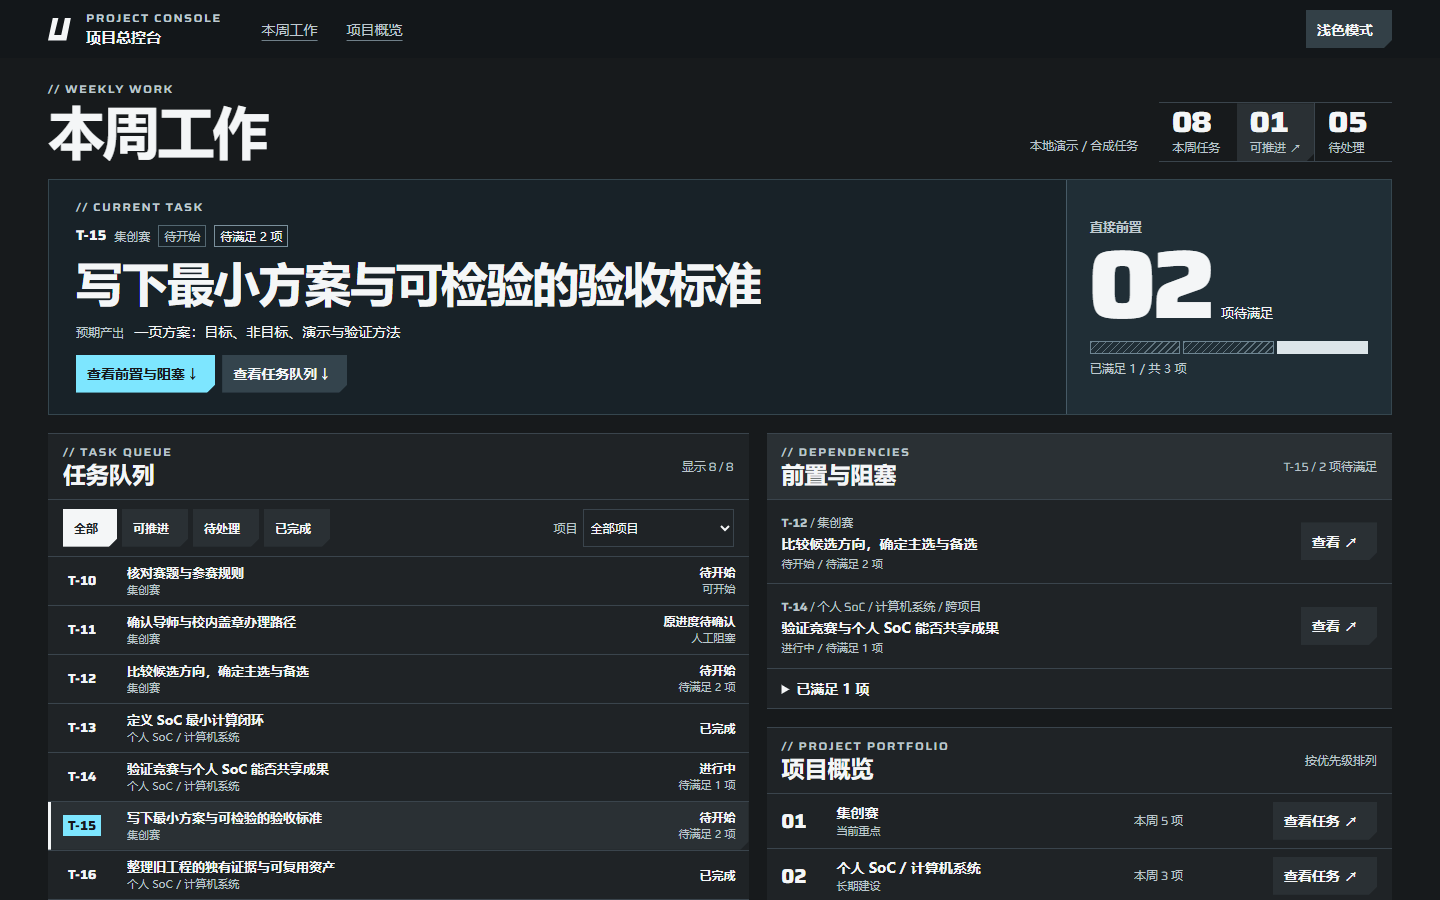 PROJECT CONSOLE
项目总控台
本周工作
项目概览
浅色模式
// WEEKLY WORK
本周工作
本地演示 / 合成任务
08
本周任务
01
可推进 ↗
05
待处理
// CURRENT TASK
T-15 集创赛 待开始 待满足 2 项
写下最小方案与可检验的验收标准
预期产出 一页方案：目标、非目标、演示与验证方法
查看前置与阻塞 ↓
查看任务队列 ↓
直接前置
02 项待满足
已满足 1 / 共 3 项
// TASK QUEUE
任务队列
显示 8 / 8
全部
可推进
待处理
已完成
项目
全部项目
T-10
核对赛题与参赛规则
集创赛
待开始
可开始
T-11
确认导师与校内盖章办理路径
集创赛
原进度待确认
人工阻塞
T-12
比较候选方向，确定主选与备选
集创赛
待开始
待满足 2 项
T-13
定义 SoC 最小计算闭环
个人 SoC / 计算机系统
已完成
T-14
验证竞赛与个人 SoC 能否共享成果
个人 SoC / 计算机系统
进行中
待满足 1 项
T-15
写下最小方案与可检验的验收标准
集创赛
待开始
待满足 2 项
T-16
整理旧工程的独有证据与可复用资产
个人 SoC / 计算机系统
已完成
// DEPENDENCIES
前置与阻塞
T-15 / 2 项待满足
T-12 / 集创赛
比较候选方向，确定主选与备选
待开始 / 待满足 2 项
查看 ↗
T-14 / 个人 SoC / 计算机系统 / 跨项目
验证竞赛与个人 SoC 能否共享成果
进行中 / 待满足 1 项
查看 ↗
▶ 已满足 1 项
// PROJECT PORTFOLIO
项目概览
按优先级排列
01
集创赛
当前重点
本周 5 项
查看任务 ↗
02
个人 SoC / 计算机系统
长期建设
本周 3 项
查看任务 ↗